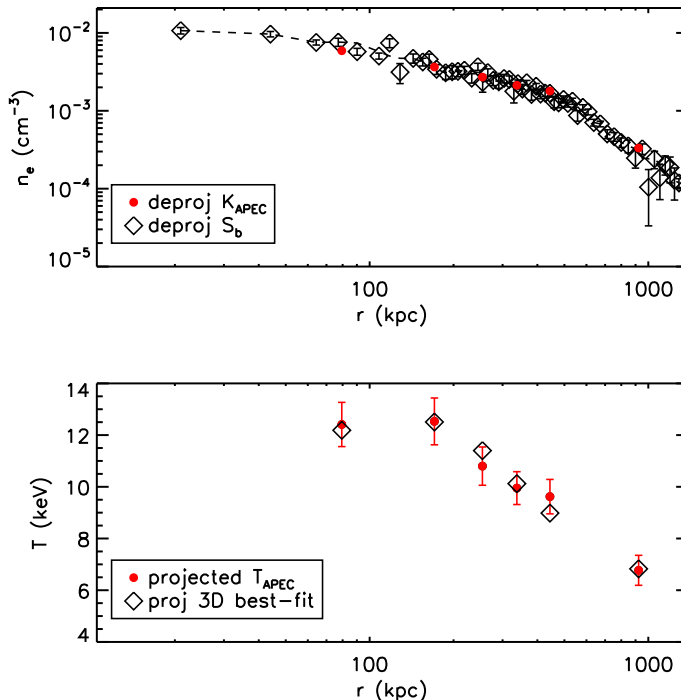 10⁻²
10⁻³
10⁻⁴
10⁻⁵
n_e (cm⁻³)
deproj K_APEC
deproj S_b
100
1000
r (kpc)
14
12
10
8
6
4
T (keV)
projected T_APEC
proj 3D best-fit
100
1000
r (kpc)